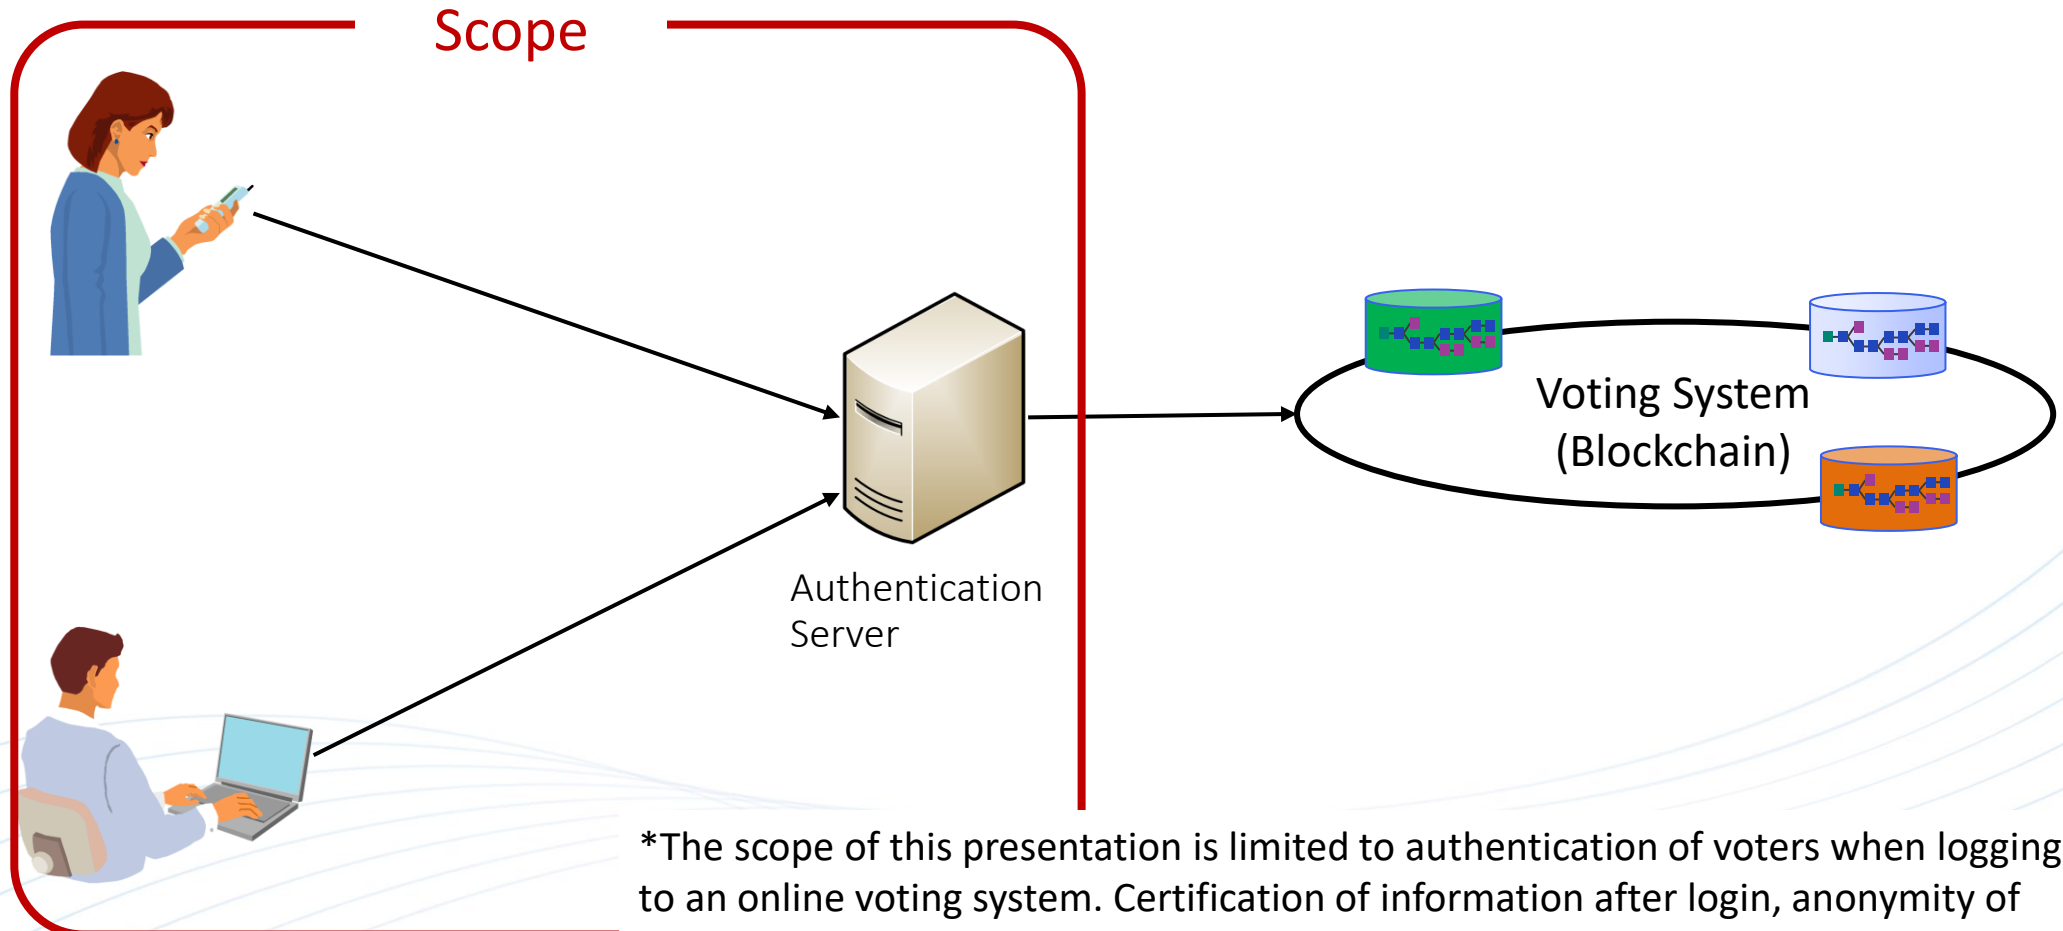 Scope
Voting System
(Blockchain)
Authentication
Server
*The scope of this presentation is limited to authentication of voters when logging
to an online voting system. Certification of information after login, anonymity of